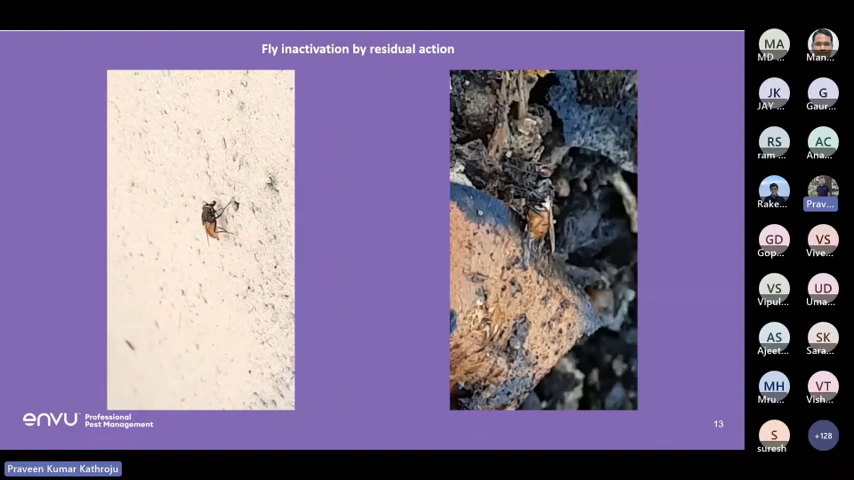 Fly inactivation by residual action
envu Professional
Pest Management
13
Praveen Kumar Kathroju
MA
MD ...
Man...
JK
JAY ...
G
Gaur...
RS
ram ...
AC
Ana...
Rake...
Prav...
GD
Gop...
VS
Vive...
VS
Vipul...
UD
Uma...
AS
Ajeet...
SK
Sara...
MH
Mru...
VT
Vish...
S
suresh
+128